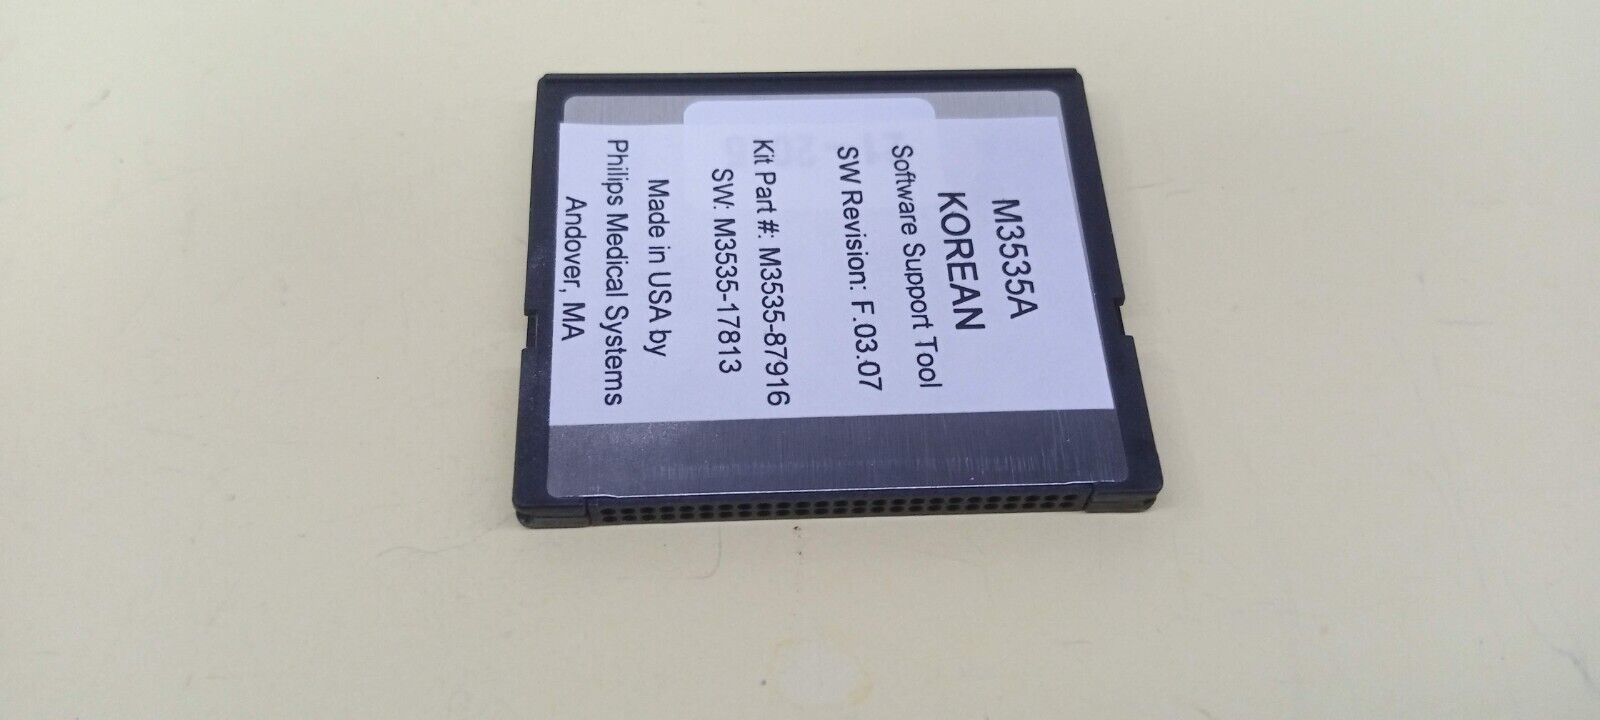 M3535A
KOREAN
Software Support Tool
SW Revision: F.03.07
Kit Part #: M3535-87916
SW: M3535-17813
Made in USA by
Philips Medical Systems
Andover, MA